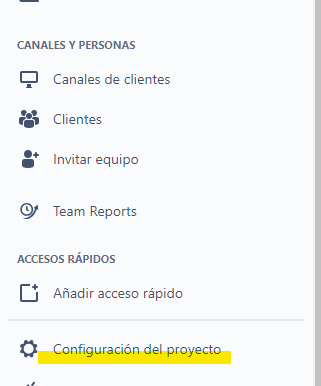 CANALES Y PERSONAS
Canales de clientes
Clientes
Invitar equipo
Team Reports
ACCESOS RÁPIDOS
Añadir acceso rápido
Configuración del proyecto